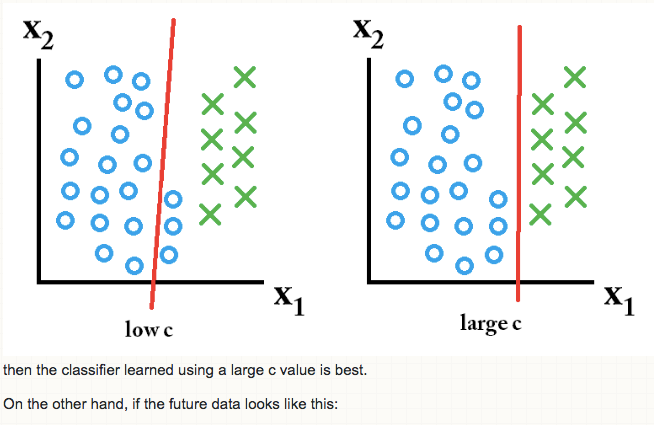 X2 X2
X1 X1
low c large c
then the classifier learned using a large c value is best.
On the other hand, if the future data looks like this: